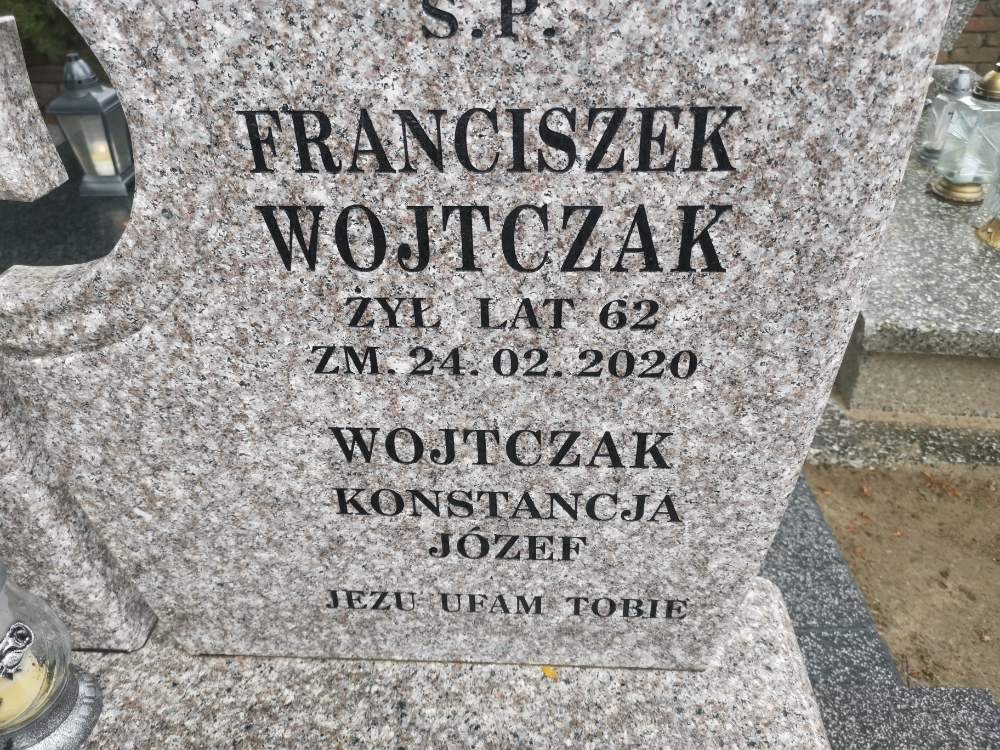 Ś.P.
FRANCISZEK
WOJTCZAK
ŻYŁ LAT 62
ZM. 24.02.2020
WOJTCZAK
KONSTANCJA
JÓZEF
JEZU UFAM TOBIE